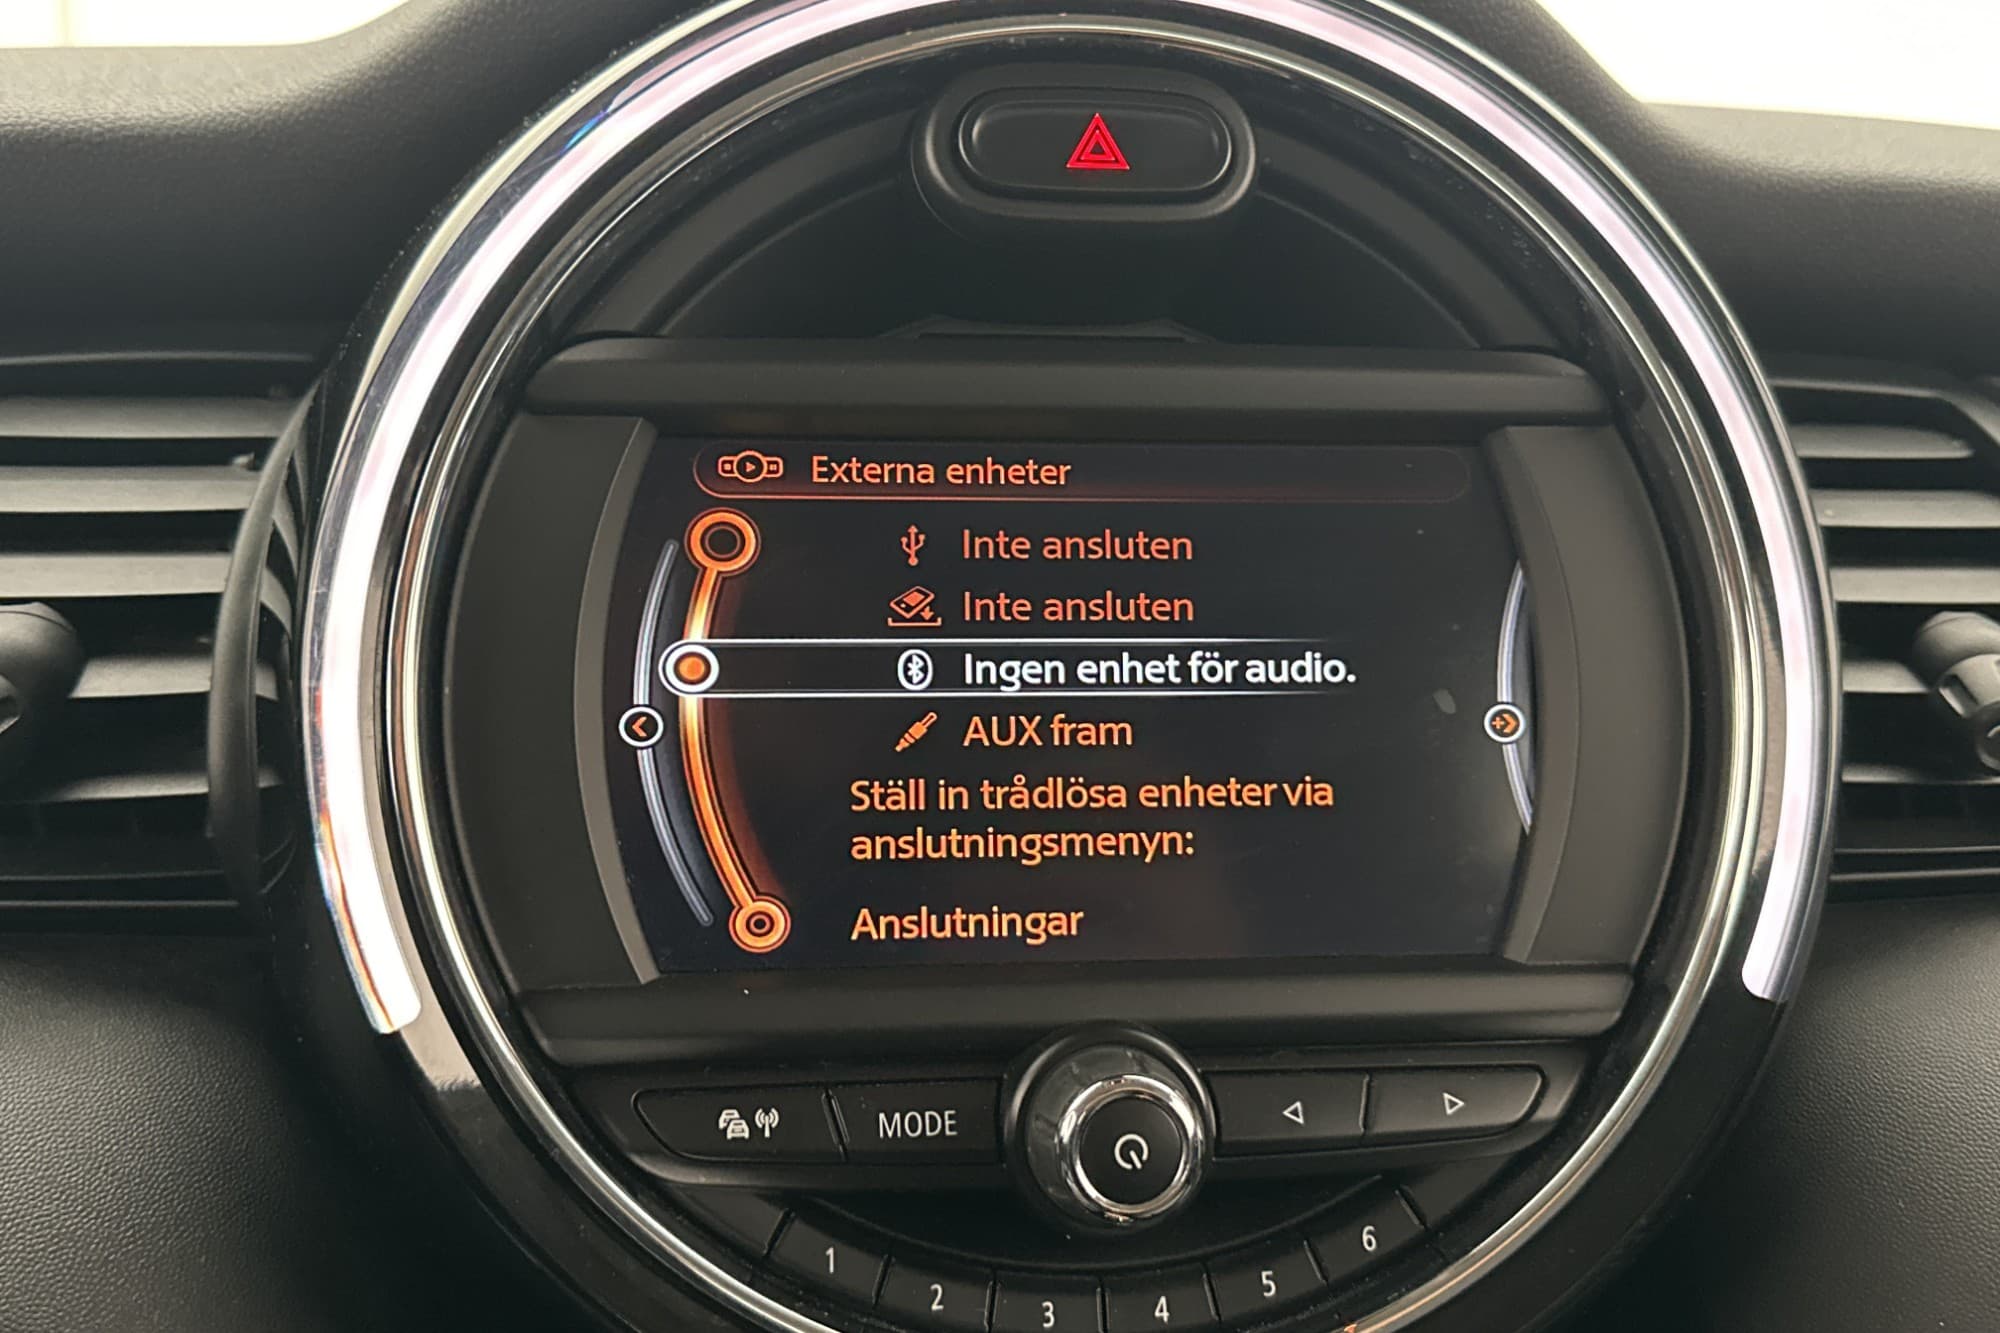 Externa enheter
Inte ansluten
Inte ansluten
Ingen enhet för audio.
AUX fram
Ställ in trådlösa enheter via
anslutningsmenyn:
Anslutningar
MODE
1
2
3
4
5
6